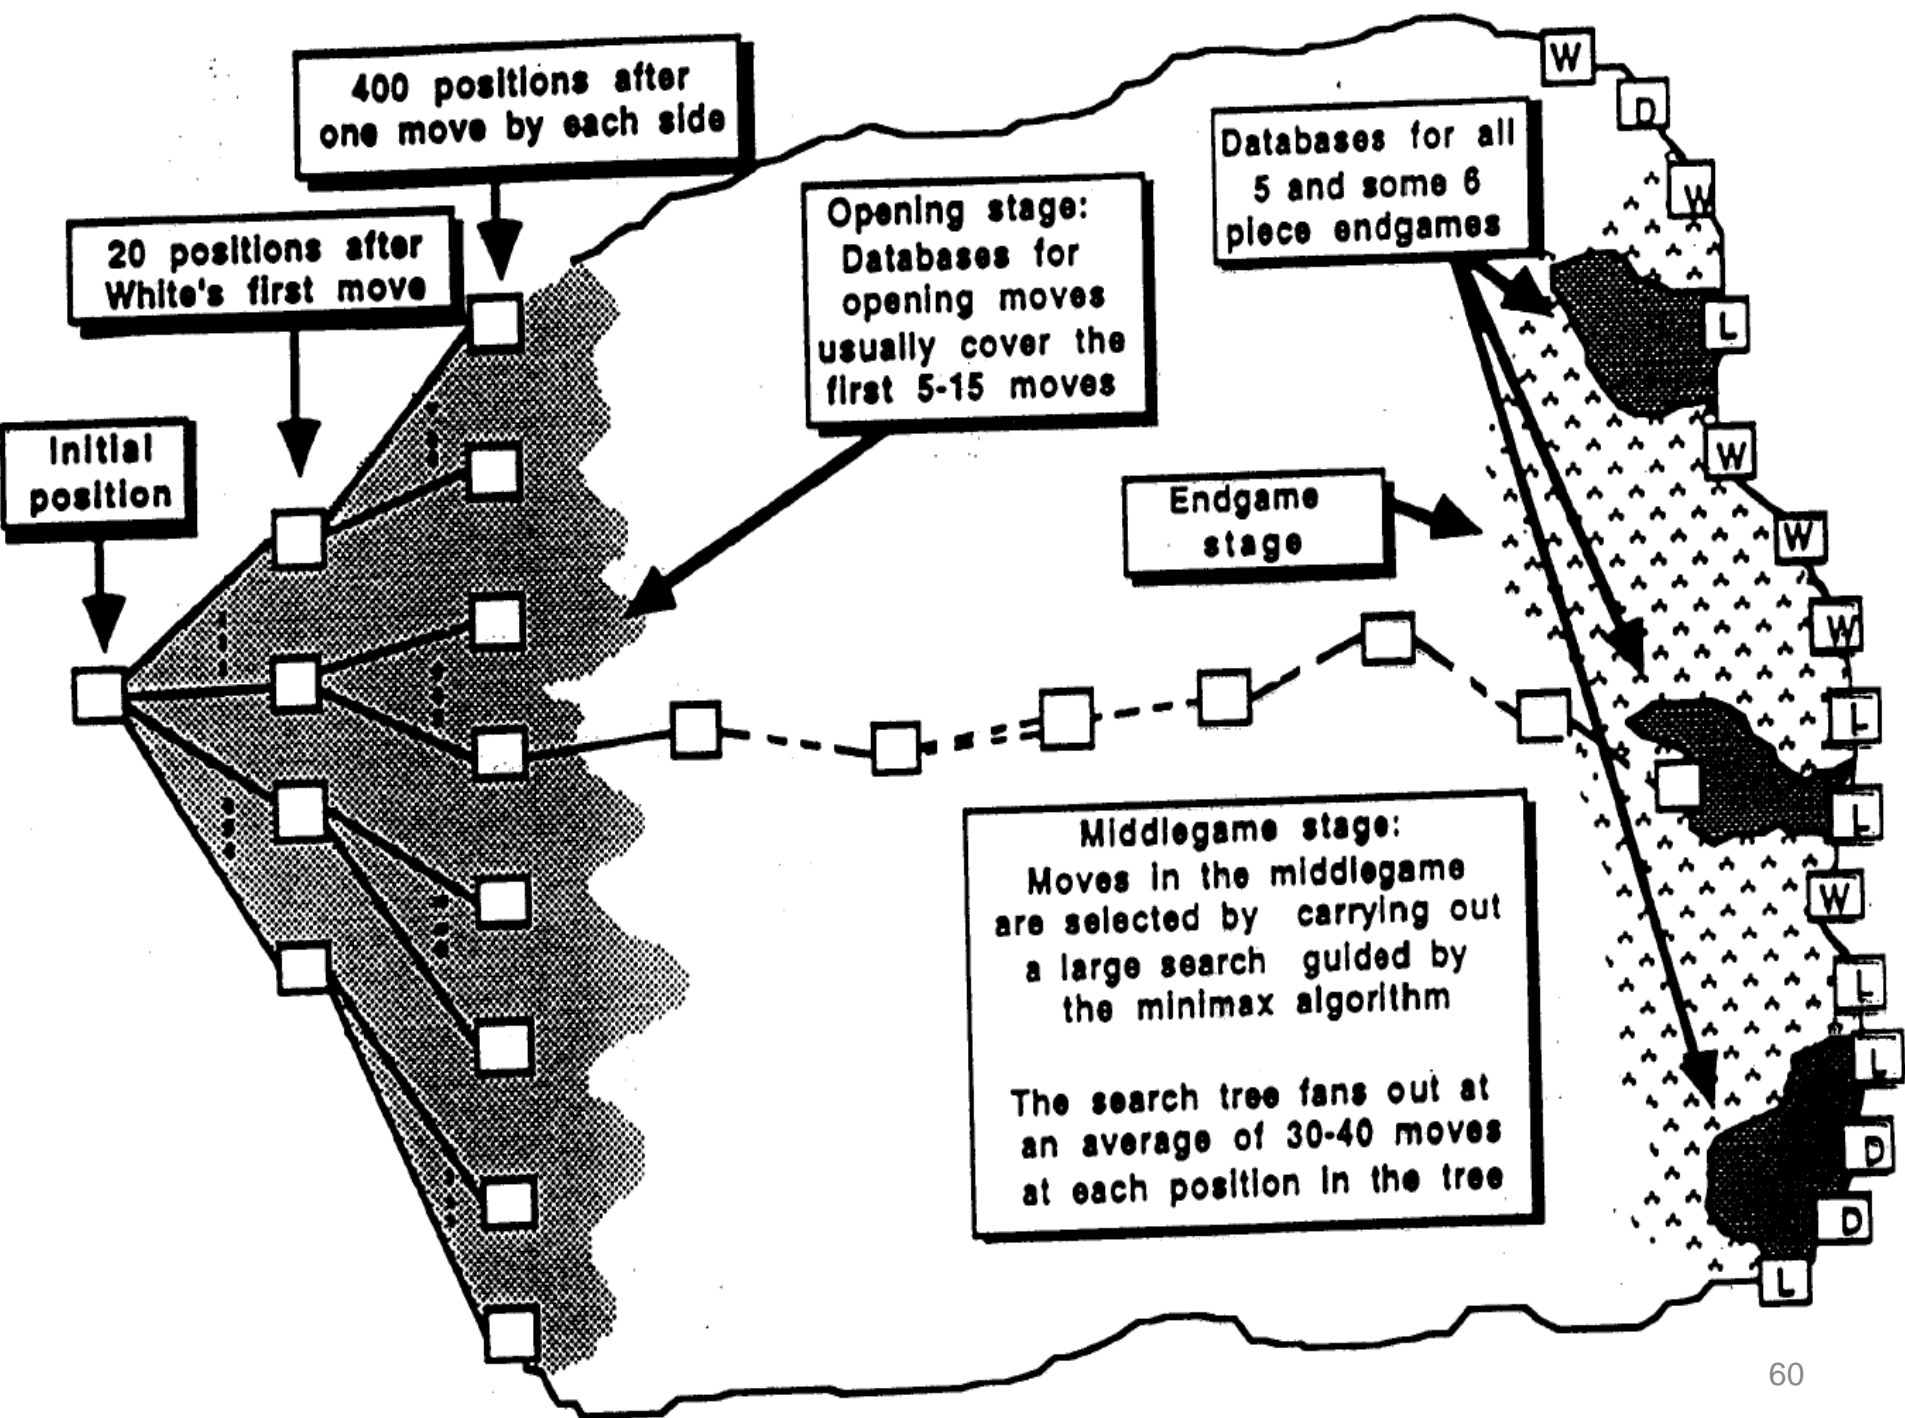 400 positions after
one move by each side
20 positions after
White's first move
Initial
position
Opening stage:
Databases for
opening moves
usually cover the
first 5-15 moves
Databases for all
5 and some 6
piece endgames
Endgame
stage
Middlegame stage:
Moves in the middlegame
are selected by carrying out
a large search guided by
the minimax algorithm
The search tree fans out at
an average of 30-40 moves
at each position in the tree
W
D
W
L
W
W
W
L
L
W
L
L
D
D
L
60